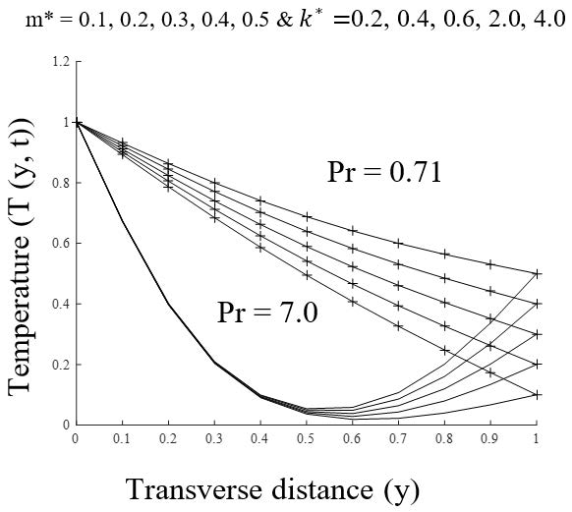 m* = 0.1, 0.2, 0.3, 0.4, 0.5 & k* =0.2, 0.4, 0.6, 2.0, 4.0
Temperature (T (y, t))
1.2
1
0.8
0.6
0.4
0.2
0
Pr = 0.71
Pr = 7.0
0 0.1 0.2 0.3 0.4 0.5 0.6 0.7 0.8 0.9 1
Transverse distance (y)